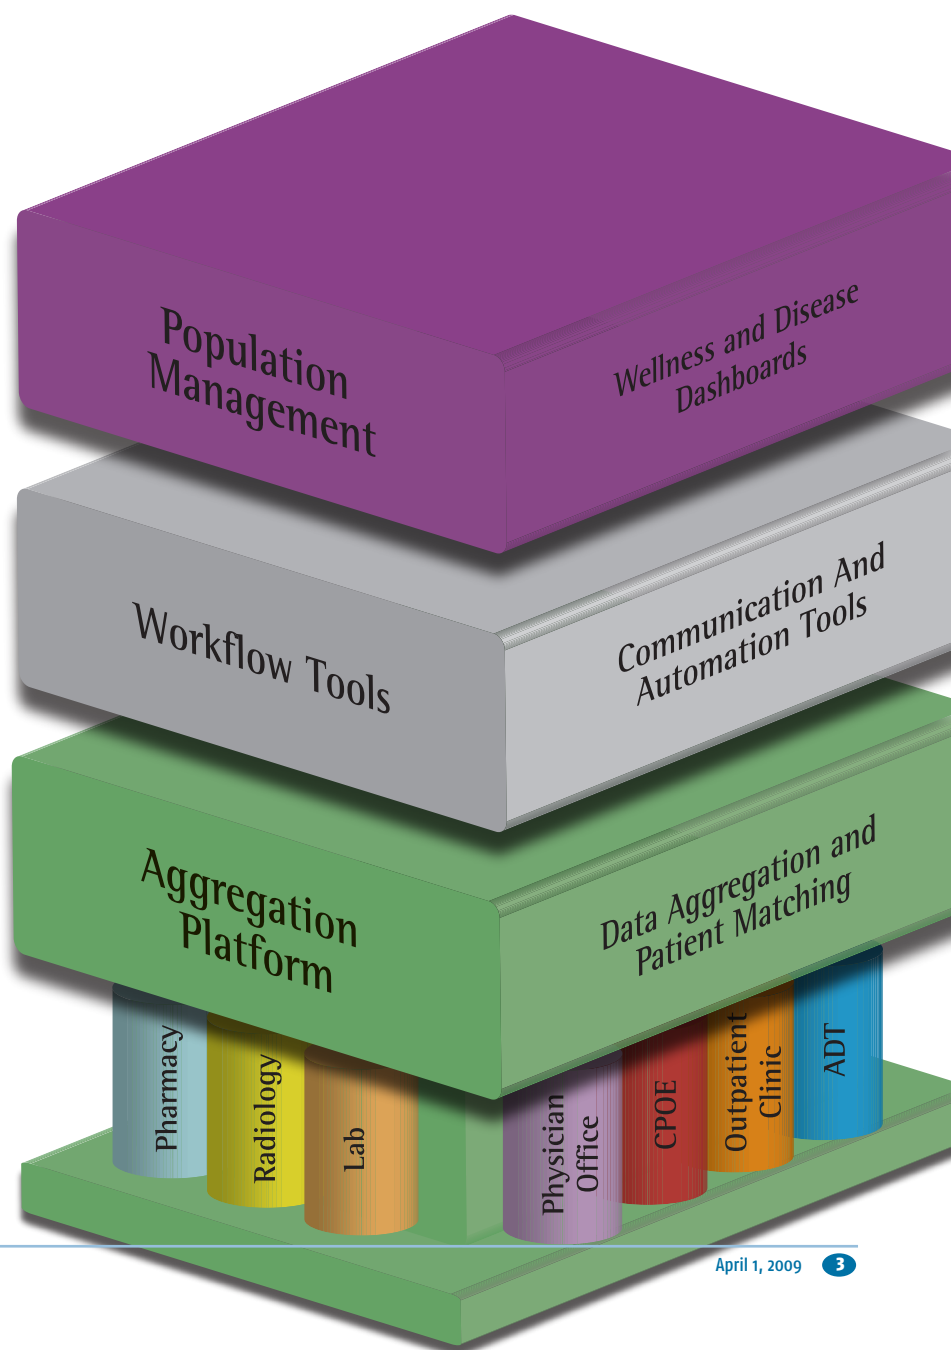 Population
Management
Wellness and Disease
Dashboards
Workflow Tools
Communication And
Automation Tools
Aggregation
Platform
Data Aggregation and
Patient Matching
Pharmacy
Radiology
Lab
Physician
Office
CPOE
Outpatient
Clinic
ADT
April 1, 2009 3